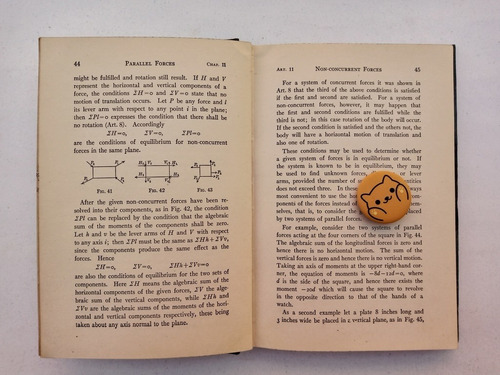 44 PARALLEL FORCES CHAP. II
might be fulfilled and rotation still result. If H and V
represent the horizontal and vertical components of a
force, the conditions ΣH=0 and ΣV=0 state that no
motion of translation occurs. Let P be any force and l
its lever arm with respect to any point i in the plane;
then ΣPl=0 expresses the condition that there shall be
no rotation (Art. 8). Accordingly
ΣH=0, ΣV=0, ΣPl=0
are the conditions of equilibrium for non-concurrent
forces in the same plane.
FIG. 41 FIG. 42 FIG. 43
After the given non-concurrent forces have been re-
solved into their components, as in Fig. 42, the condition
ΣPl can be replaced by the condition that the algebraic
sum of the moments of the components shall be zero.
Let h and v be the lever arms of H and V with respect
to any axis i; then ΣPl must be the same as ΣHh+ΣVv,
since the components produce the same effect as the
forces. Hence
ΣH=0, ΣV=0, ΣHh+ΣVv=0
are also the conditions of equilibrium for the two sets of
components. Here ΣH means the algebraic sum of the
horizontal components of the given forces, ΣV the alge-
braic sum of the vertical components, while ΣHh and
ΣVv are the algebraic sums of the moments of the hori-
zontal and vertical components respectively, these being
taken about any axis normal to the plane.
ART. 11 NON-CONCURRENT FORCES 45
For a system of concurrent forces it was shown in
Art. 8 that the third of the above conditions is satisfied
if the first and second are satisfied. For a system of
non-concurrent forces, however, it may happen that
the first and second conditions are fulfilled while the
third is not; in this case rotation of the body will occur.
If the second condition is satisfied and the others not, the
body will have a horizontal motion of translation and
also one of rotation.
These conditions may be used to determine whether
a given system of forces is in equilibrium or not. If
the system is known to be in equilibrium, they may
be used to find unknown forces, or lever
arms, provided the number of quantities
does not exceed three. In these always
most convenient to use the com-
ponents of the forces instead of them-
selves, that is, to consider replaced
by two systems of parallel forces.
For example, consider the two systems of parallel
forces acting at the four corners of the square in Fig. 44.
The algebraic sum of the longitudinal forces is zero and
hence there is no horizontal motion. The sum of the
vertical forces is zero and hence there is no vertical motion.
Taking an axis of moments at the upper right-hand cor-
ner, the equation of moments is
d is the side of the square, and hence there exists the
moment which will cause the square to revolve
in the opposite direction to that of the hands of a
watch.
As a second example let a plate 8 inches long and
3 inches wide be placed in a vertical plane, as in Fig. 45,